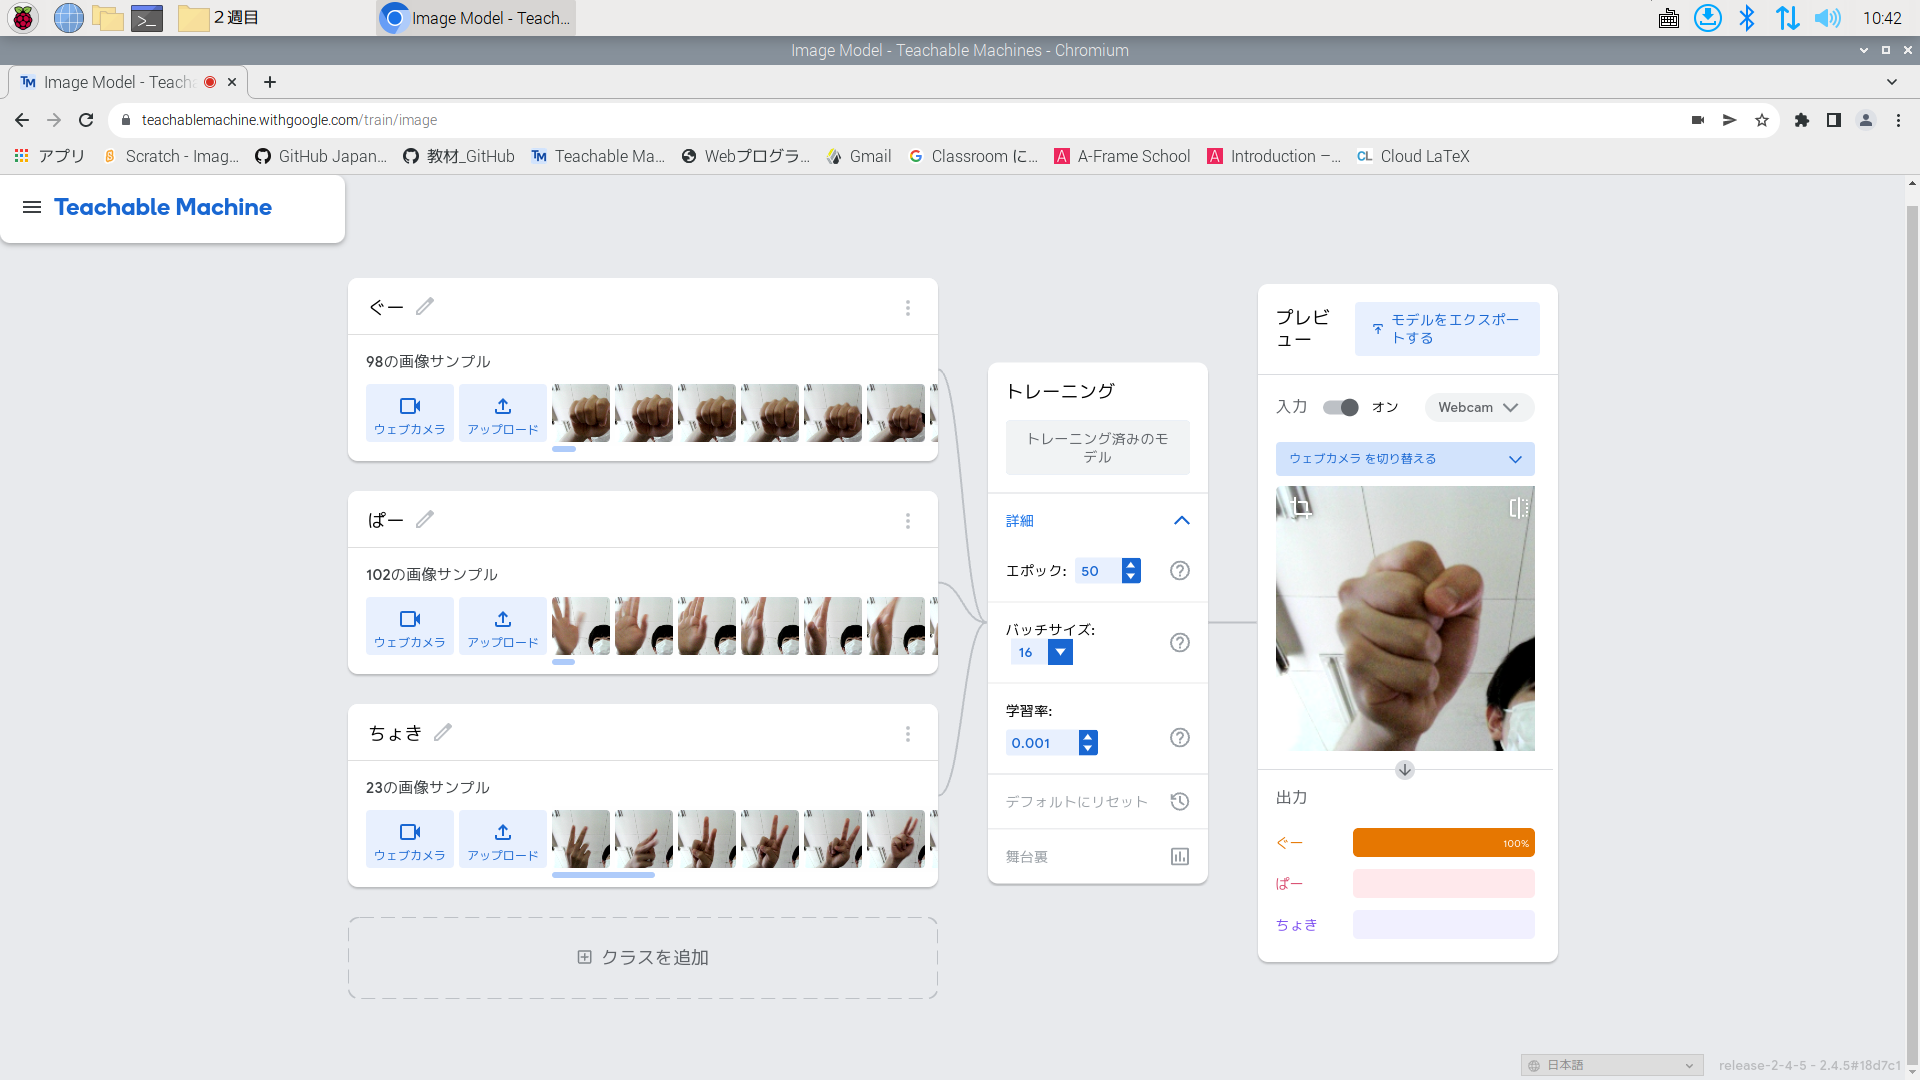 ２週目
Image Model - Teach...
10:42
Image Model - Teachable Machines - Chromium
TM Image Model - Teach
teachablemachine.withgoogle.com/train/image
アプリ
Scratch - Imag...
GitHub Japan...
教材_GitHub
TM Teachable Ma...
Webプログラ...
Gmail
G Classroom に...
A A-Frame School
A Introduction –...
CL Cloud LaTeX
Teachable Machine
ぐー
98の画像サンプル
ウェブカメラ
アップロード
ぱー
102の画像サンプル
ウェブカメラ
アップロード
ちょき
23の画像サンプル
ウェブカメラ
アップロード
クラスを追加
トレーニング
トレーニング済みのモ
デル
詳細
エポック: 50
バッチサイズ:
16
学習率:
0.001
デフォルトにリセット
舞台裏
プレビ
ュー
モデルをエクスポー
トする
入力 オン Webcam
ウェブカメラ を切り替える
出力
ぐー 100%
ぱー
ちょき
日本語
release-2-4-5 - 2.4.5#18d7c1